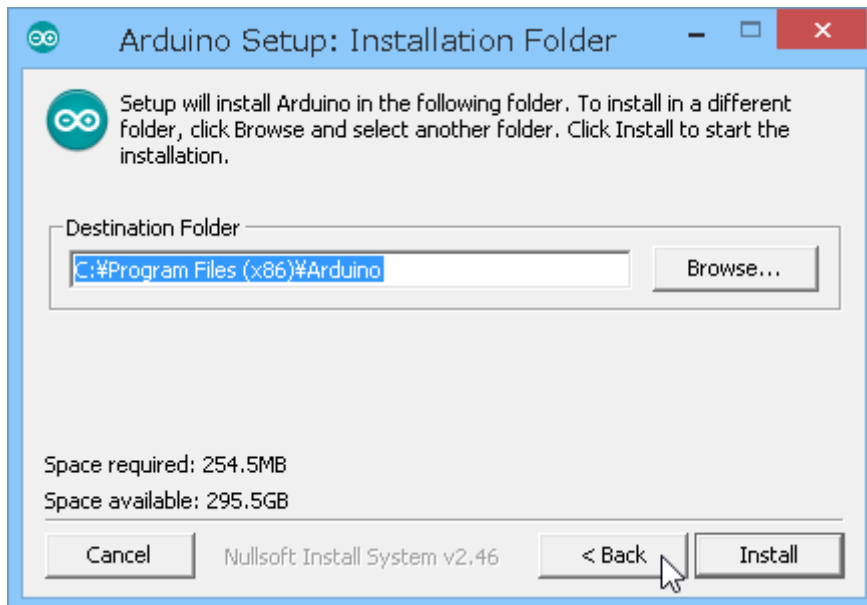 Arduino Setup: Installation Folder
Setup will install Arduino in the following folder. To install in a different
folder, click Browse and select another folder. Click Install to start the
installation.
Destination Folder
C:¥Program Files (x86)¥Arduino
Browse...
Space required: 254.5MB
Space available: 295.5GB
Cancel
Nullsoft Install System v2.46
< Back
Install